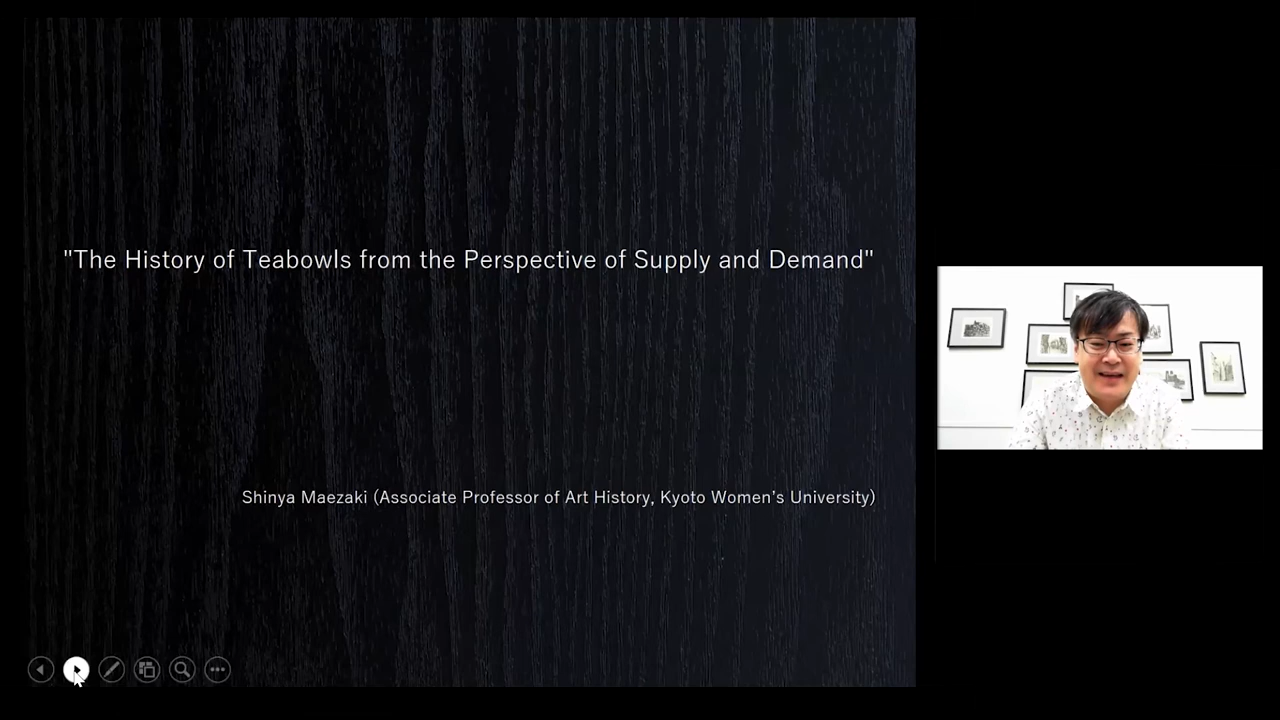 "The History of Teabowls from the Perspective of Supply and Demand"
Shinya Maezaki (Associate Professor of Art History, Kyoto Women's University)